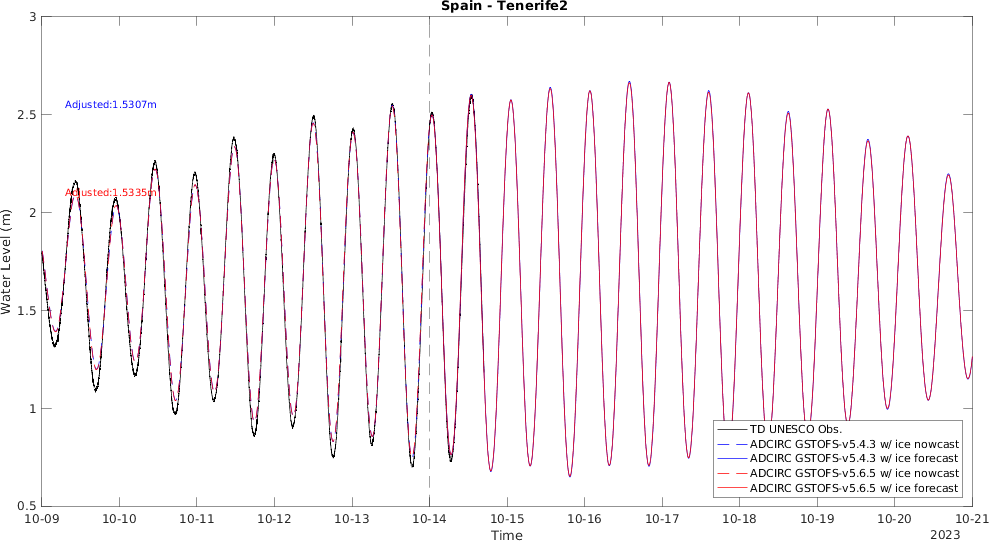 Spain - Tenerife2
3
2.5
2
1.5
1
0.5
Water Level (m)
Adjusted:1.5307m
Adjusted:1.5335m
TD UNESCO Obs.
ADCIRC GSTOFS-v5.4.3 w/ ice nowcast
ADCIRC GSTOFS-v5.4.3 w/ ice forecast
ADCIRC GSTOFS-v5.6.5 w/ ice nowcast
ADCIRC GSTOFS-v5.6.5 w/ ice forecast
10-09 10-10 10-11 10-12 10-13 10-14 10-15 10-16 10-17 10-18 10-19 10-20 10-21
Time
2023